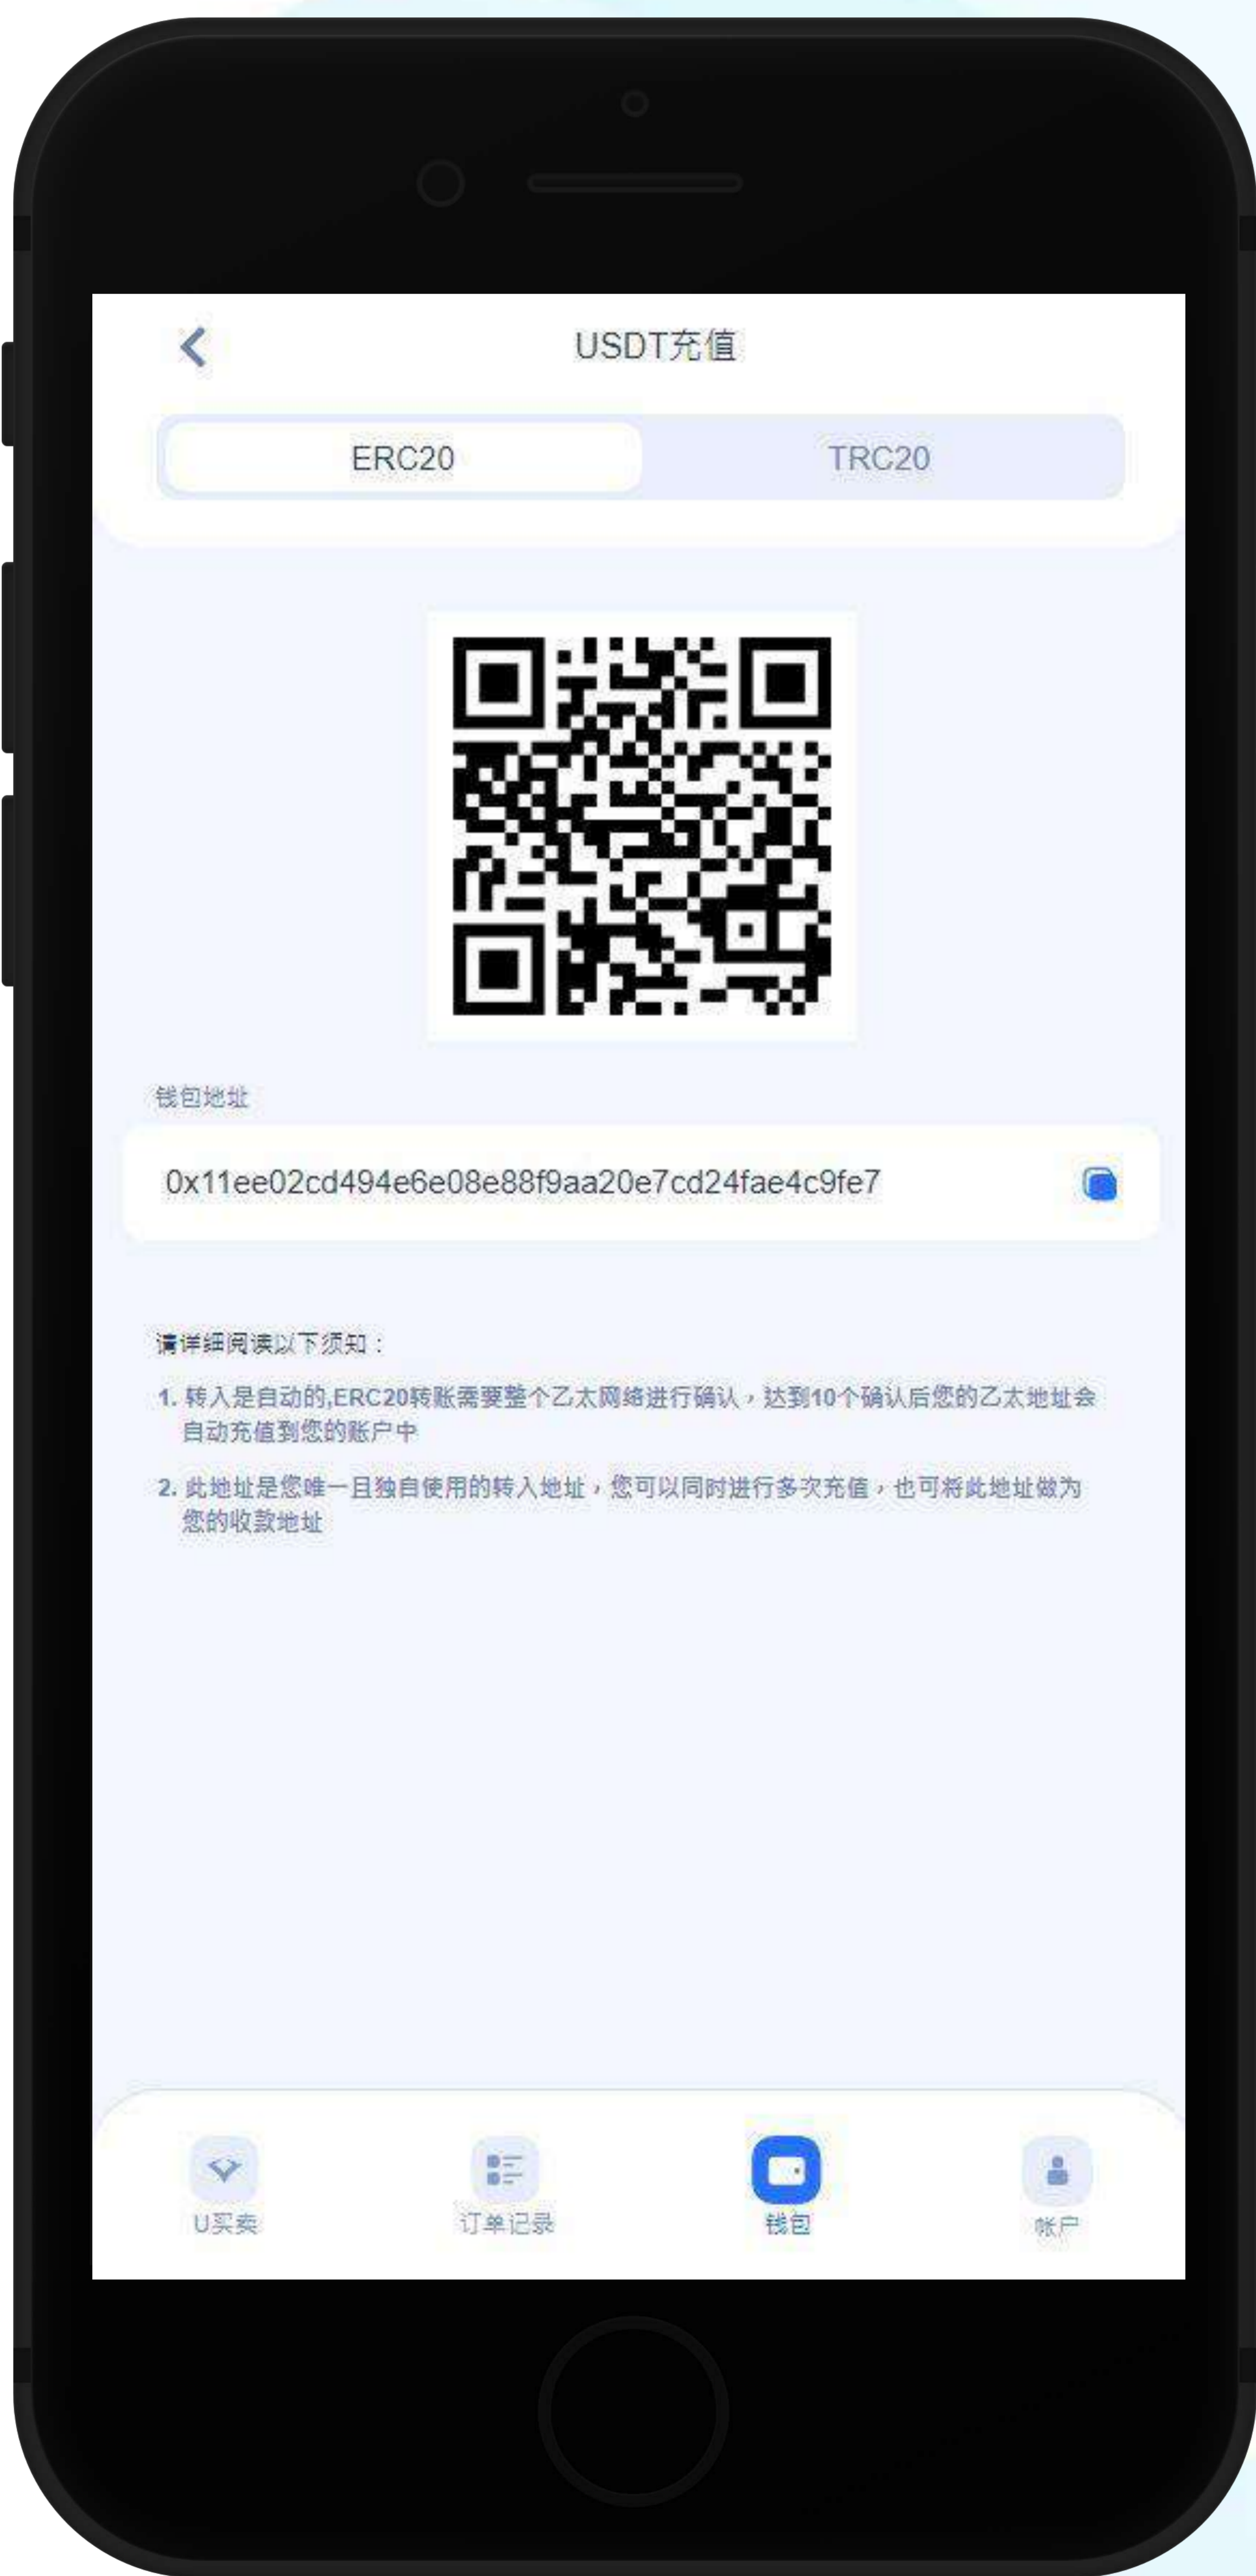 USDT充值
ERC20
TRC20
钱包地址
0x11ee02cd494e6e08e88f9aa20e7cd24fae4c9fe7
请详细阅读以下须知：
1. 转入是自动的,ERC20转账需要整个乙太网络进行确认，达到10个确认后您的乙太地址会
自动充值到您的账户中
2. 此地址是您唯一且独自使用的转入地址，您可以同时进行多次充值，也可将此地址做为
您的收款地址
U买卖
订单记录
钱包
帐户